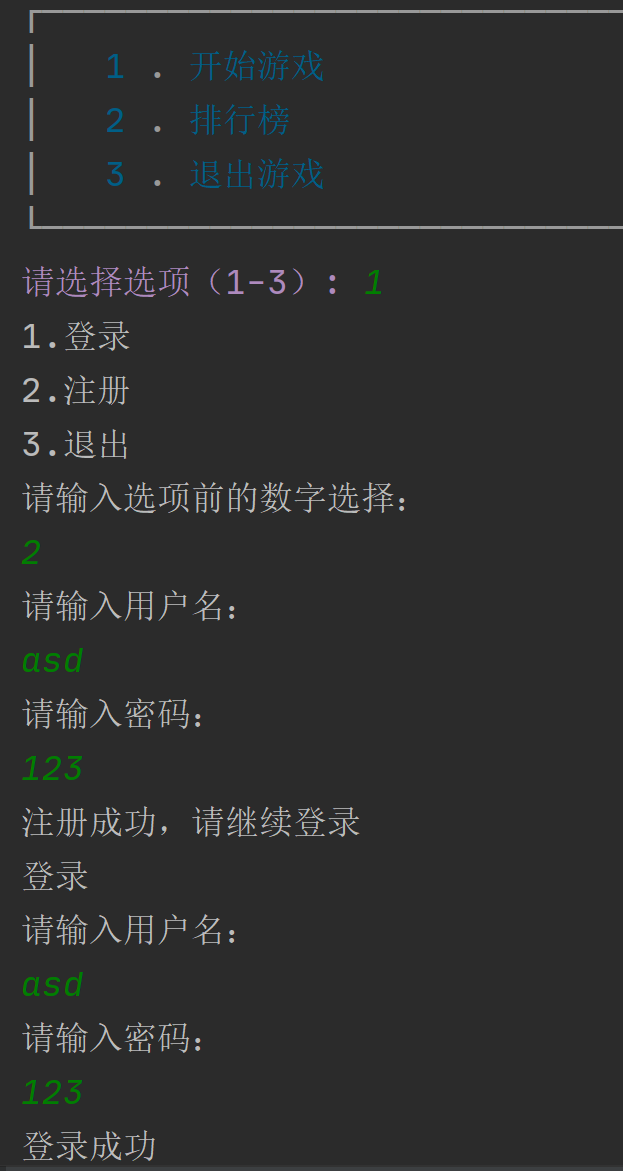 1 . 开始游戏
2 . 排行榜
3 . 退出游戏
请选择选项（1-3）: 1
1.登录
2.注册
3.退出
请输入选项前的数字选择：
2
请输入用户名：
asd
请输入密码：
123
注册成功，请继续登录
登录
请输入用户名：
asd
请输入密码：
123
登录成功